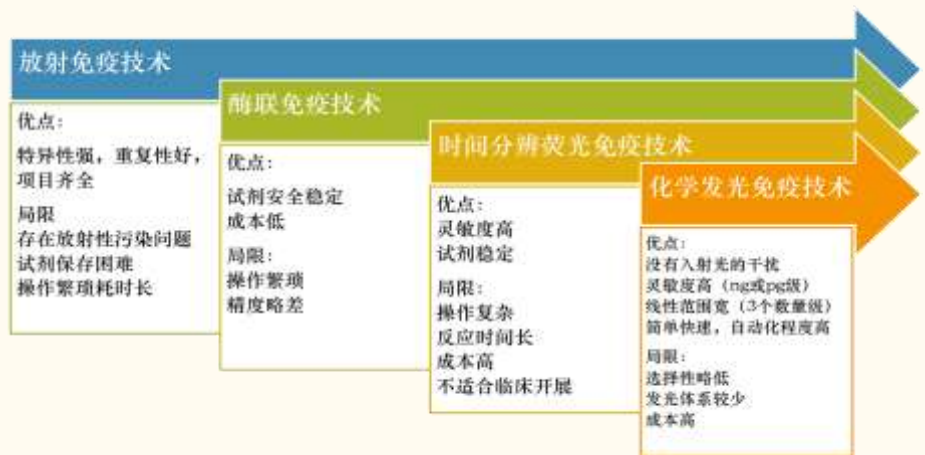 放射免疫技术
优点：
特异性强，重复性好，
项目齐全
局限
存在放射性污染问题
试剂保存困难
操作繁琐耗时长
酶联免疫技术
优点：
试剂安全稳定
成本低
局限：
操作繁琐
精度略差
时间分辨荧光免疫技术
优点：
灵敏度高
试剂稳定
局限：
操作复杂
反应时间长
成本高
不适合临床开展
化学发光免疫技术
优点：
没有入射光的干扰
灵敏度高（ng或pg级）
线性范围宽（3个数量级）
简单快速，自动化程度高
局限：
选择性略低
发光体系较少
成本高